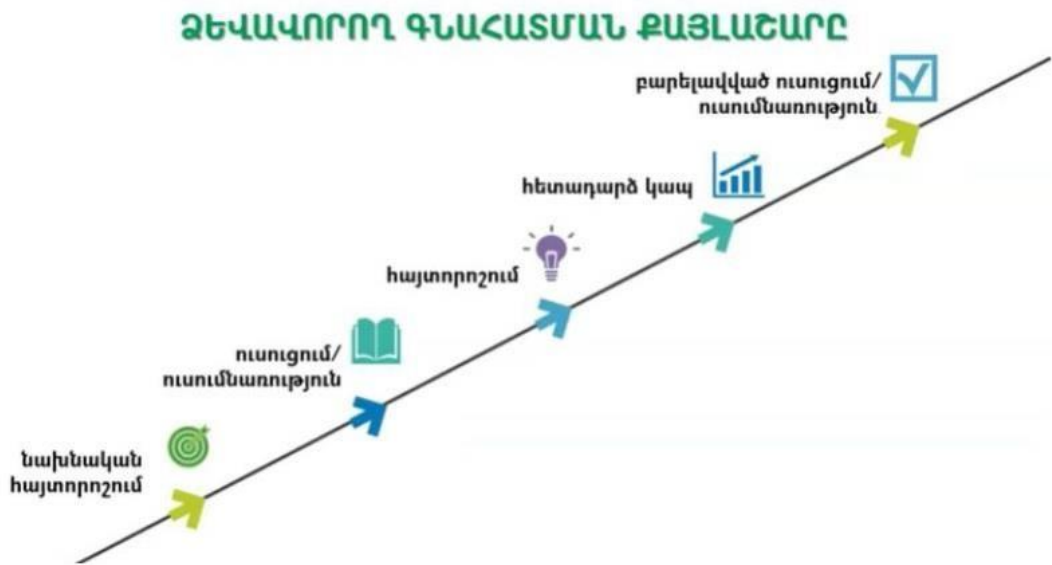 ՁԵՎԱՎՈՐՈՂ ԳՆԱՀԱՏՄԱՆ ՔԱՅԼԱՇԱՐԸ
բարելավված ուսուցում/
ուսումնառություն
հետադարձ կապ
հայտորոշում
ուսուցում/
ուսումնառություն
նախնական
հայտորոշում